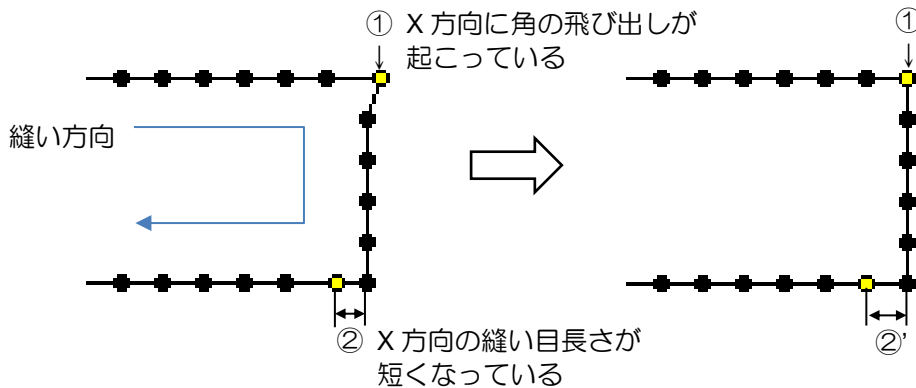 ① X 方向に角の飛び出しが
起こっている
①
縫い方向
② X 方向の縫い目長さが
短くなっている
②'